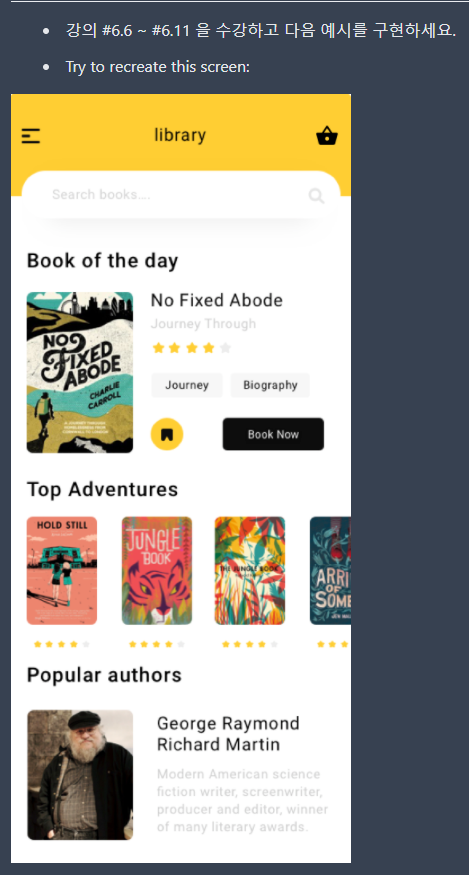 강의 #6.6 ~ #6.11 을 수강하고 다음 예시를 구현하세요.
Try to recreate this screen:
library
Search books....
Book of the day
No Fixed Abode
Journey Through
NO
FIXED
ABODE
CHARLIE
CARROLL
Journey
Biography
Book Now
Top Adventures
HOLD STILL
JUNGLE
BOOK
THE JUNGLE BOOK
ARRI
OF
SOMB
Popular authors
George Raymond
Richard Martin
Modern American science
fiction writer, screenwriter,
producer and editor, winner
of many literary awards.